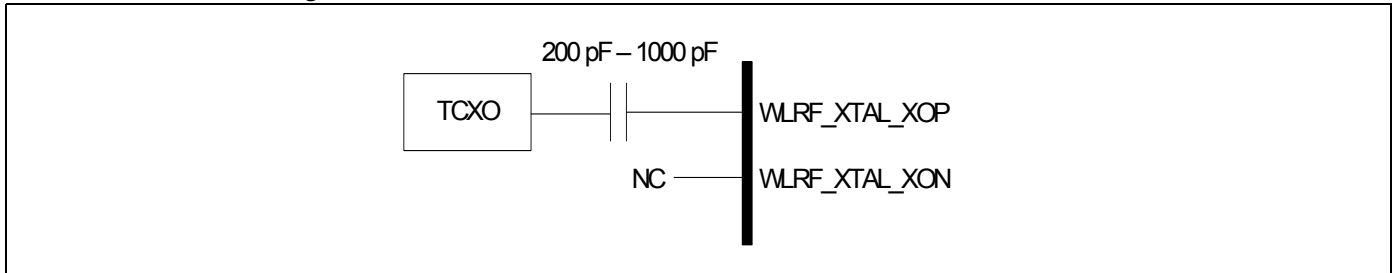 200 pF – 1000 pF
TCXO
WLRF_XTAL_XOP
NC
WLRF_XTAL_XON